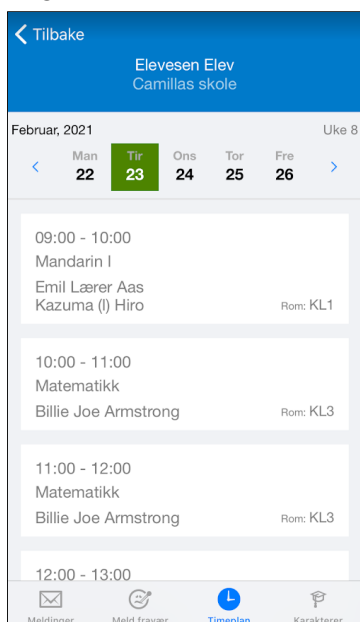 Tilbake
Elevesen Elev
Camillas skole
Februar, 2021 Uke 8
Man Tir Ons Tor Fre
22 23 24 25 26
09:00 - 10:00
Mandarin I
Emil Lærer Aas
Kazuma (l) Hiro Rom: KL1
10:00 - 11:00
Matematikk
Billie Joe Armstrong Rom: KL3
11:00 - 12:00
Matematikk
Billie Joe Armstrong Rom: KL3
12:00 - 13:00
Meldinger Meld fravær Timeplan Karakterer